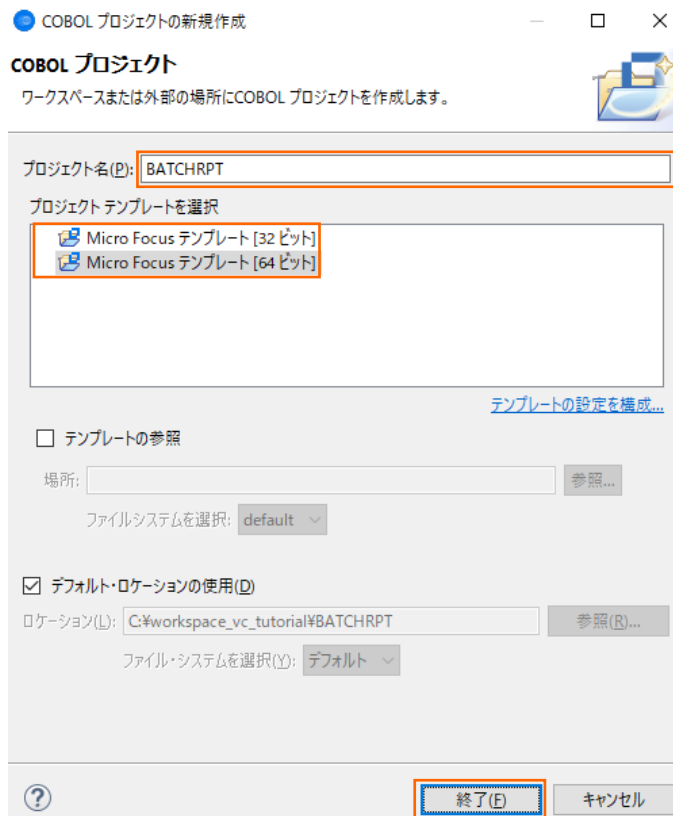 COBOL プロジェクトの新規作成
COBOL プロジェクト
ワークスペースまたは外部の場所にCOBOL プロジェクトを作成します。
プロジェクト名(P): BATCHRPT
プロジェクト テンプレートを選択
Micro Focus テンプレート [32 ビット]
Micro Focus テンプレート [64 ビット]
テンプレートの設定を構成...
テンプレートの参照
場所: 参照...
ファイルシステムを選択: default
デフォルト・ロケーションの使用(D)
ロケーション(L): C:¥workspace_vc_tutorial¥BATCHRPT 参照(R)...
ファイル・システムを選択(Y): デフォルト
? 終了(F) キャンセル